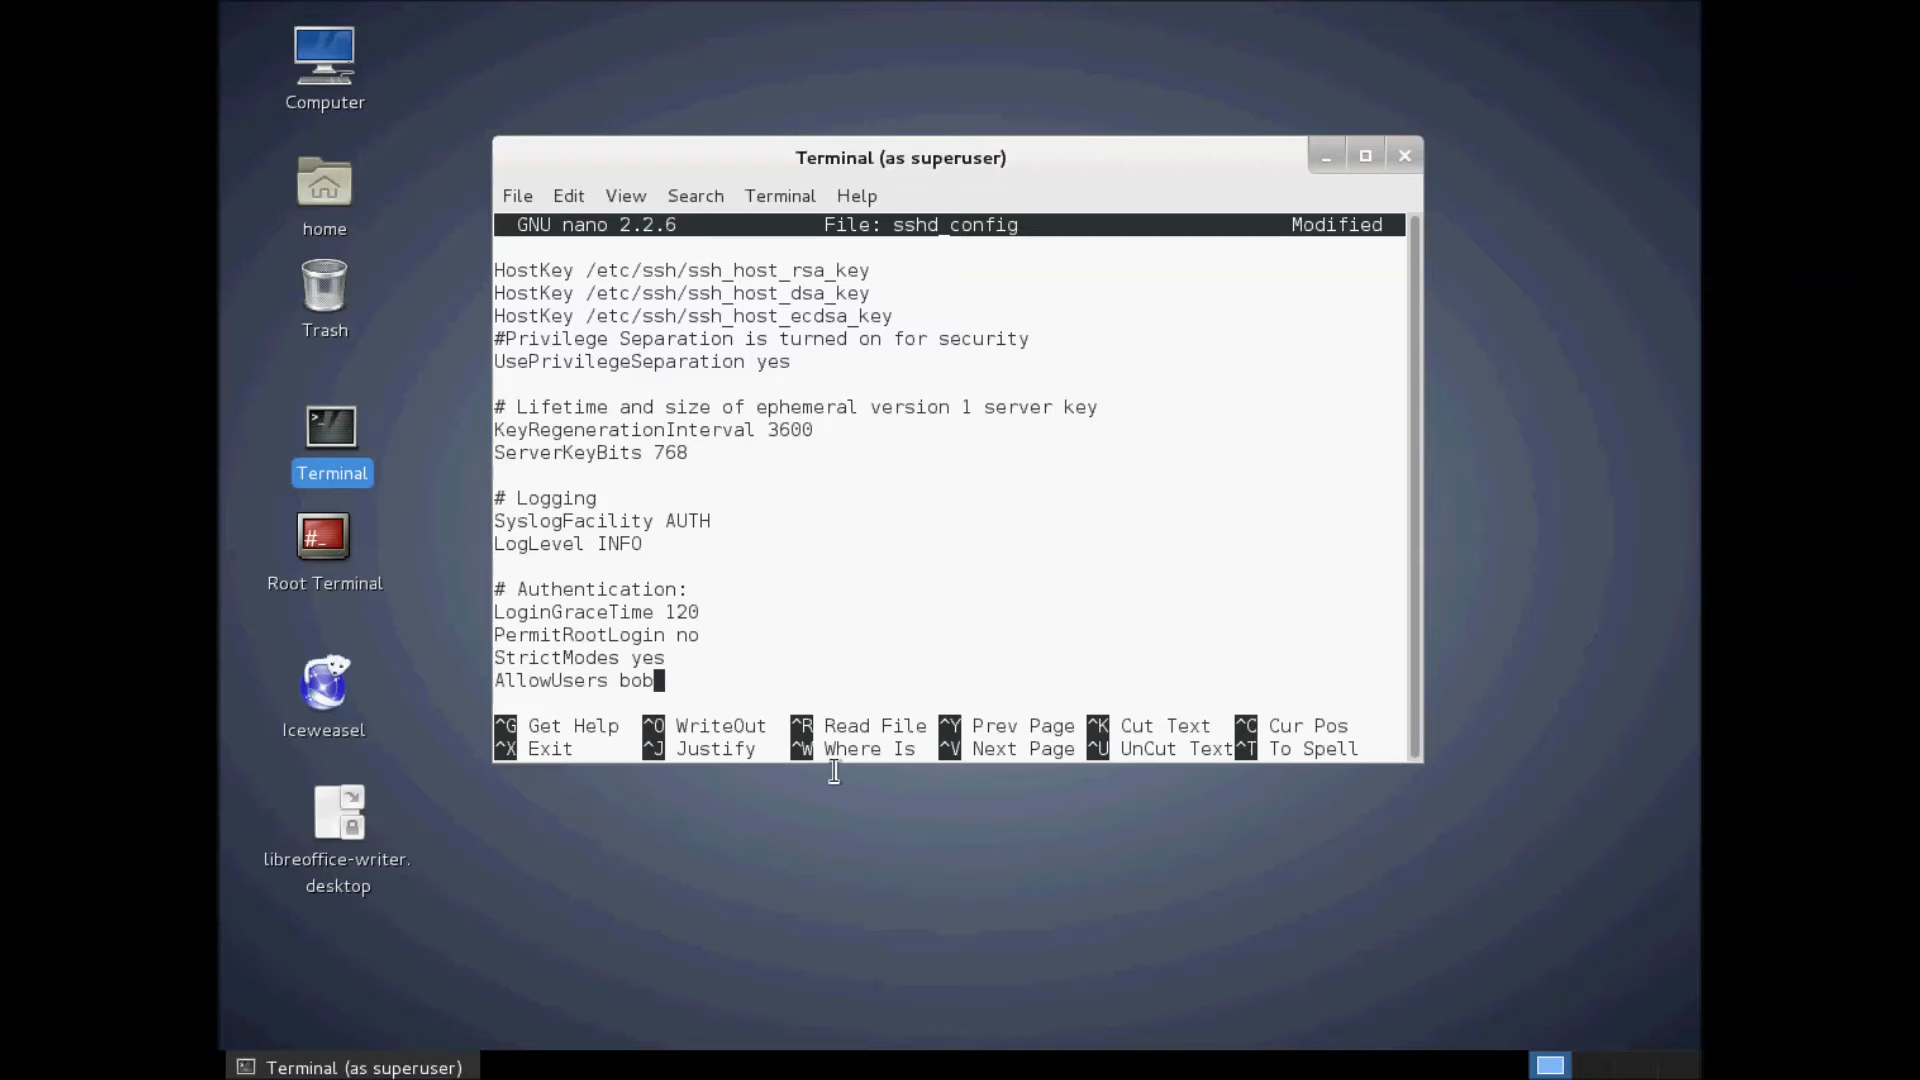 Computer
home
Trash
Terminal
Root Terminal
Iceweasel
libreoffice-writer.
desktop
Terminal (as superuser)
File Edit View Search Terminal Help
GNU nano 2.2.6 File: sshd_config Modified
HostKey /etc/ssh/ssh_host_rsa_key
HostKey /etc/ssh/ssh_host_dsa_key
HostKey /etc/ssh/ssh_host_ecdsa_key
#Privilege Separation is turned on for security
UsePrivilegeSeparation yes
# Lifetime and size of ephemeral version 1 server key
KeyRegenerationInterval 3600
ServerKeyBits 768
# Logging
SyslogFacility AUTH
LogLevel INFO
# Authentication:
LoginGraceTime 120
PermitRootLogin no
StrictModes yes
AllowUsers bob
^G Get Help ^O WriteOut ^R Read File ^Y Prev Page ^K Cut Text ^C Cur Pos
^X Exit ^J Justify ^W Where Is ^V Next Page ^U UnCut Text ^T To Spell
Terminal (as superuser)